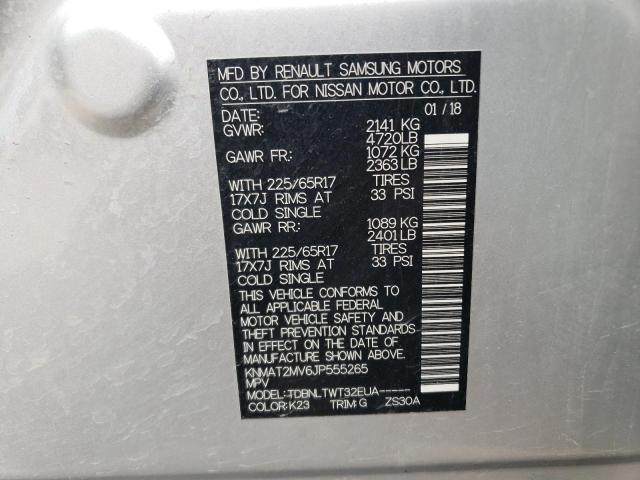 MFD BY RENAULT SAMSUNG MOTORS
CO., LTD. FOR NISSAN MOTOR CO., LTD.
DATE: 01/18
GVWR: 2141 KG
4720LB
GAWR FR: 1072 KG
2363LB
WITH 225/65R17 TIRES
17X7J RIMS AT 33 PSI
COLD SINGLE
GAWR RR: 1089 KG
2401LB
WITH 225/65R17 TIRES
17X7J RIMS AT 33 PSI
COLD SINGLE
THIS VEHICLE CONFORMS TO
ALL APPLICABLE FEDERAL
MOTOR VEHICLE SAFETY AND
THEFT PREVENTION STANDARDS
IN EFFECT ON THE DATE OF
MANUFACTURE SHOWN ABOVE.
KNMAT2MV6JP555265
MPV
MODEL:TDBNLTWT32EUA-----
COLOR:K23 TRIM:G ZS30A